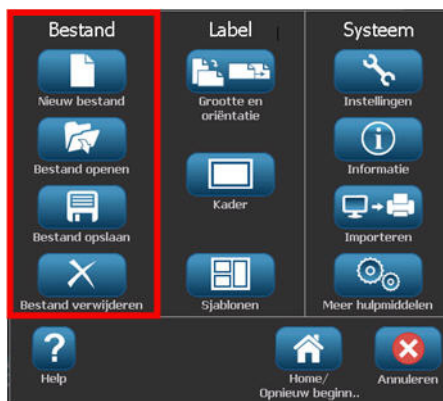 Bestand
Nieuw bestand
Bestand openen
Bestand opslaan
Bestand verwijderen
Label
Grootte en
oriëntatie
Kader
Sjablonen
Systeem
Instellingen
Informatie
Importeren
Meer hulpmiddelen
Help
Home/
Opnieuw beginn..
Annuleren